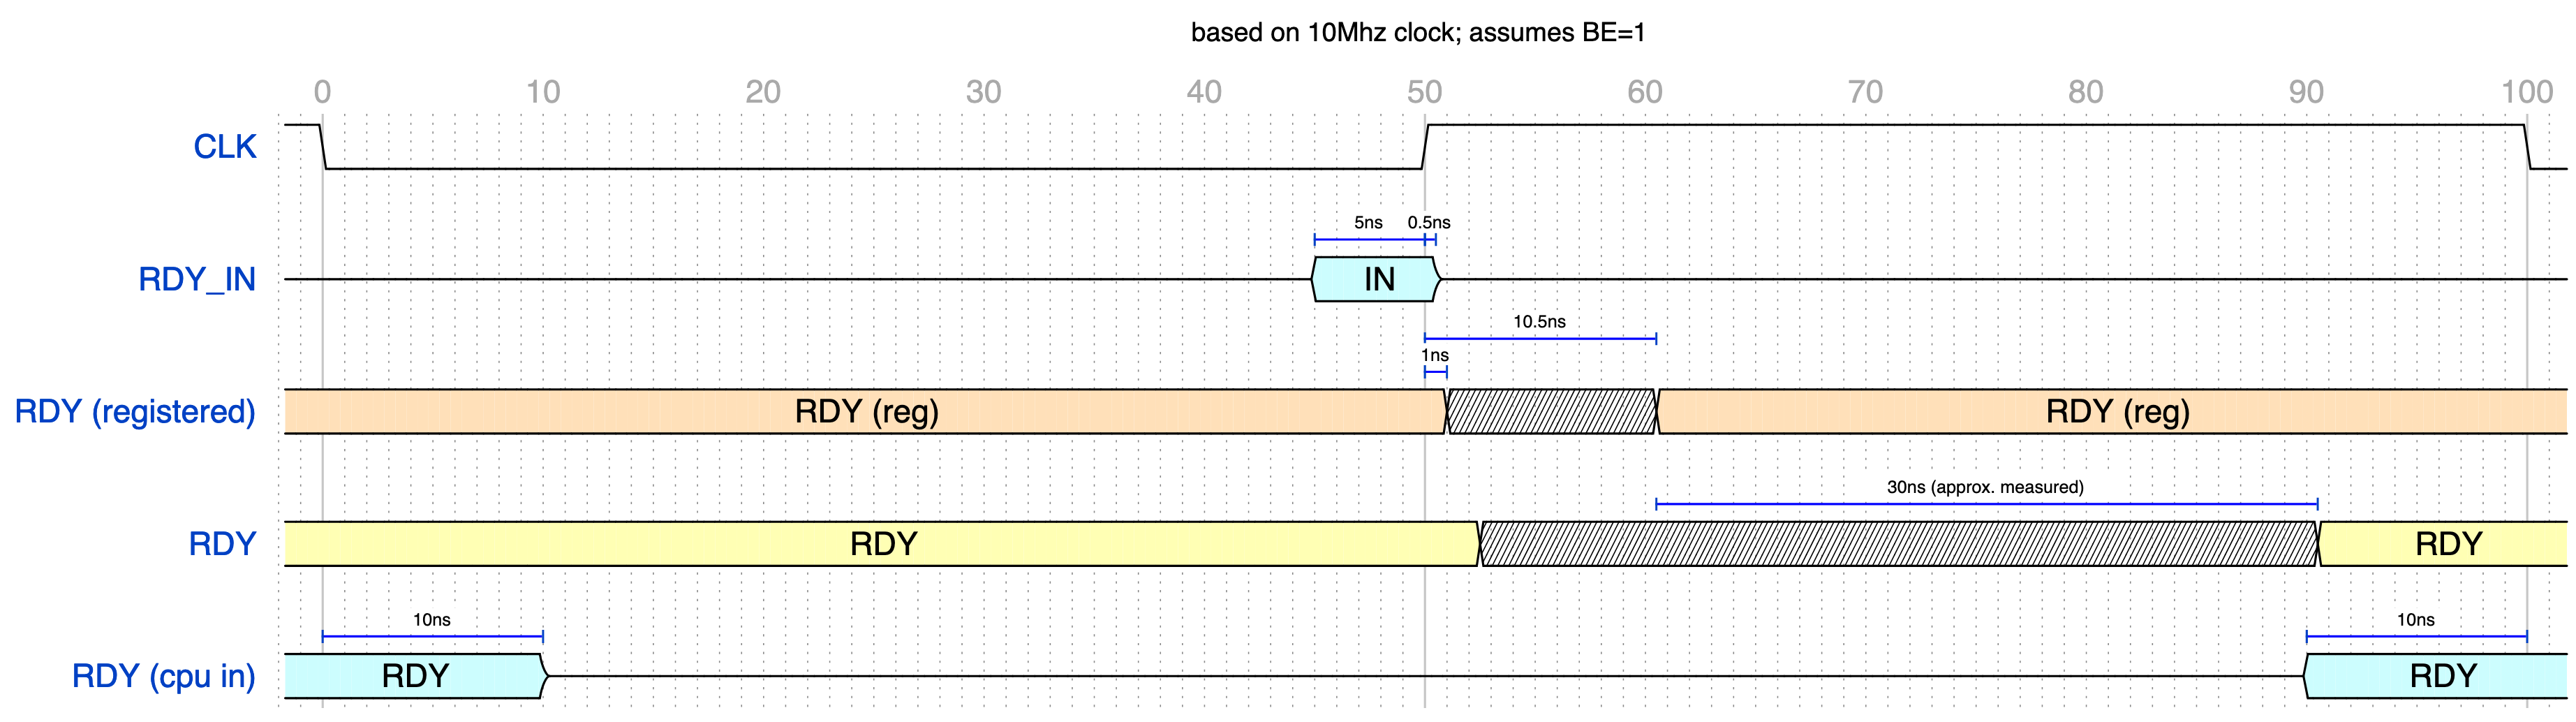 based on 10Mhz clock; assumes BE=1
0 10 20 30 40 50 60 70 80 90 100
CLK
5ns 0.5ns
RDY_IN IN
10.5ns
1ns
RDY (registered) RDY (reg) RDY (reg)
30ns (approx. measured)
RDY RDY RDY
10ns 10ns
RDY (cpu in) RDY RDY